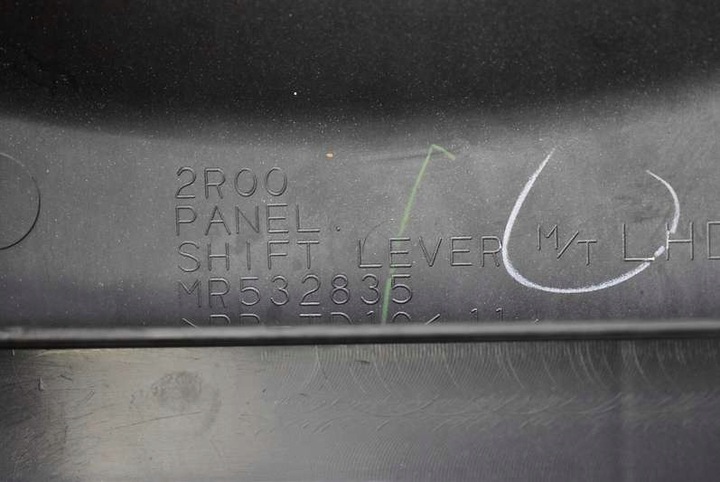 2R00
PANEL.
SHIFT LEVER M/T LHD
MR532835